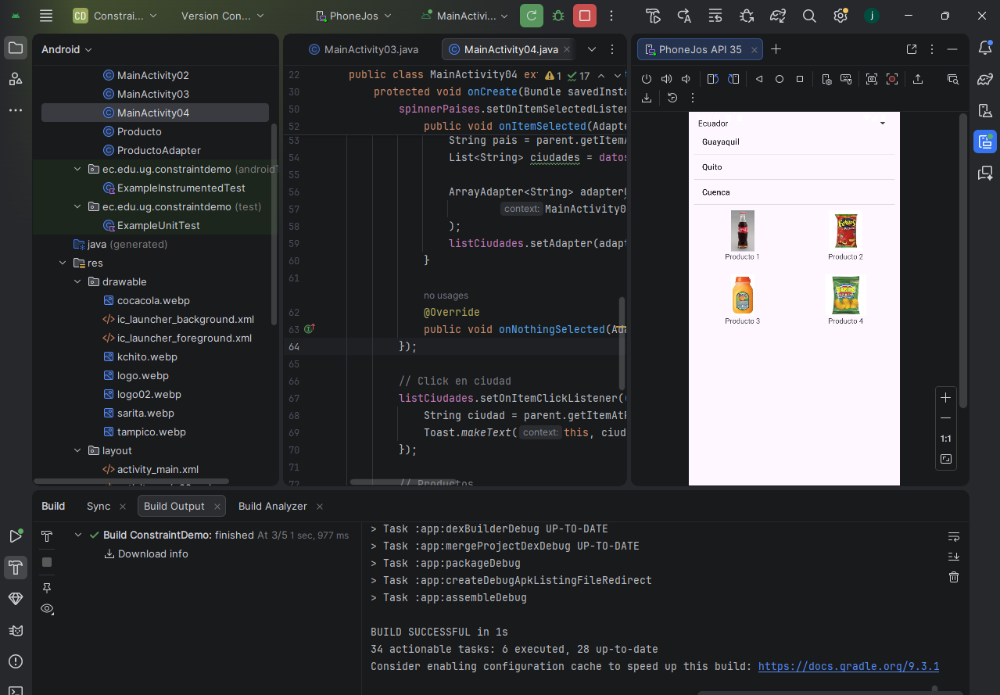 CD Constrai...
Version Con...
PhoneJos
MainActivi...
j
Android
MainActivity02
MainActivity03
MainActivity04
Producto
ProductoAdapter
ec.edu.ug.constraintdemo (androidT
ExampleInstrumentedTest
ec.edu.ug.constraintdemo (test)
ExampleUnitTest
java (generated)
res
drawable
cocacola.webp
ic_launcher_background.xml
ic_launcher_foreground.xml
kchito.webp
logo.webp
logo02.webp
sarita.webp
tampico.webp
layout
activity_main.xml
MainActivity03.java
MainActivity04.java
1 17
22 public class MainActivity04 ex
30 protected void onCreate(Bundle savedInsta
50 spinnerPaises.setOnItemSelectedListen
52 public void onItemSelected(Adapte
53 String pais = parent.getItemA
54 List<String> ciudades = datos
55
56 ArrayAdapter<String> adapter
57 context: MainActivity0
58 );
59 listCiudades.setAdapter(adapt
60 }
61
no usages
62 @Override
63 public void onNothingSelected(Ada
64 });
65
66 // Click en ciudad
67 listCiudades.setOnItemClickListener(
68 String ciudad = parent.getItemAtP
69 Toast.makeText( context: this, ciud
70 });
71
72 // Productos
PhoneJos API 35
Ecuador
Guayaquil
Quito
Cuenca
Producto 1
Producto 2
Producto 3
Producto 4
1:1
Build
Sync
Build Output
Build Analyzer
Build ConstraintDemo: finished At 3/5 1 sec, 977 ms
Download info
> Task :app:dexBuilderDebug UP-TO-DATE
> Task :app:mergeProjectDexDebug UP-TO-DATE
> Task :app:packageDebug
> Task :app:createDebugApkListingFileRedirect
> Task :app:assembleDebug
BUILD SUCCESSFUL in 1s
34 actionable tasks: 6 executed, 28 up-to-date
Consider enabling configuration cache to speed up this build: https://docs.gradle.org/9.3.1